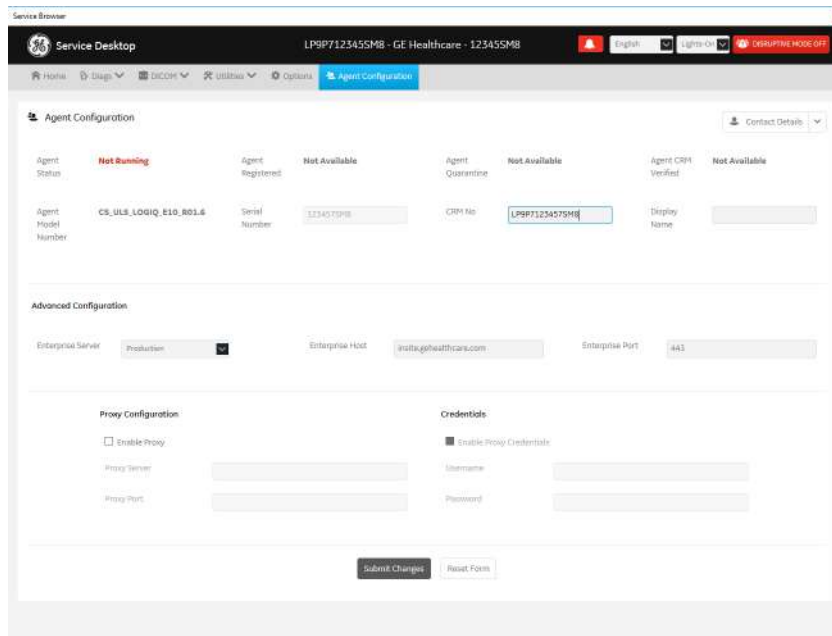 Service Browser
Service Desktop
LP9P712345SM8 - GE Healthcare - 12345SM8
English
Lights-On
DISRUPTIVE MODE OFF
Home
Diags
DICOM
Utilities
Options
Agent Configuration
Agent Configuration
Contact Details
Agent Status
Not Running
Agent Registered
Not Available
Agent Quarantine
Not Available
Agent CRM Verified
Not Available
Agent Model Number
CS_ULS_LOGIQ_E10_R01.6
Serial Number
CRM No
Display Name
Advanced Configuration
Enterprise Server
Production
Enterprise Host
insite.gehealthcare.com
Enterprise Port
443
Proxy Configuration
Credentials
Enable Proxy
Enable Proxy Credentials
Proxy Server
Username
Proxy Port
Password
Submit Changes
Reset Form